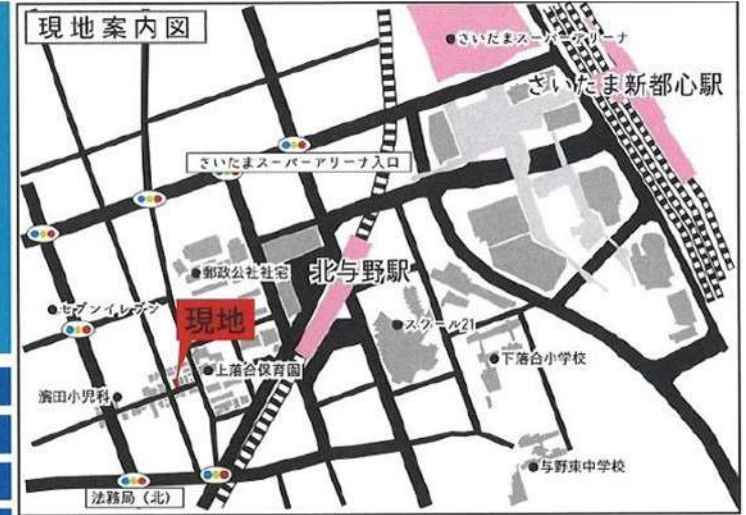 現地案内図
さいたまスーパーアリーナ
さいたま新都心駅
さいたまスーパーアリーナ入口
郵政公社社宅
北与野駅
セブンイレブン
現地
スクール21
上落合保育園
下落合小学校
濱田小児科
与野東中学校
法務局(北)